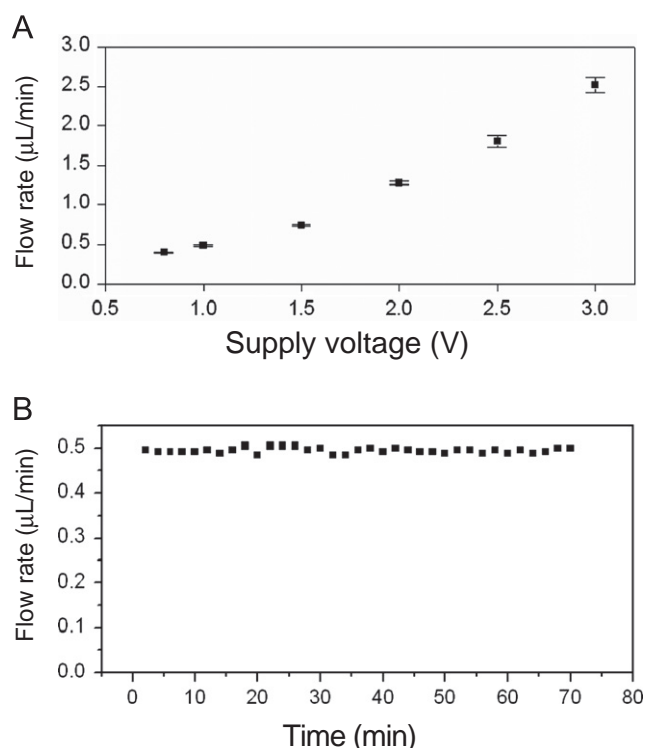 A
Flow rate (μL/min)
3.0
2.5
2.0
1.5
1.0
0.5
0.0
0.5 1.0 1.5 2.0 2.5 3.0
Supply voltage (V)
B
Flow rate (μL/min)
0.5
0.4
0.3
0.2
0.1
0.0
0 10 20 30 40 50 60 70 80
Time (min)